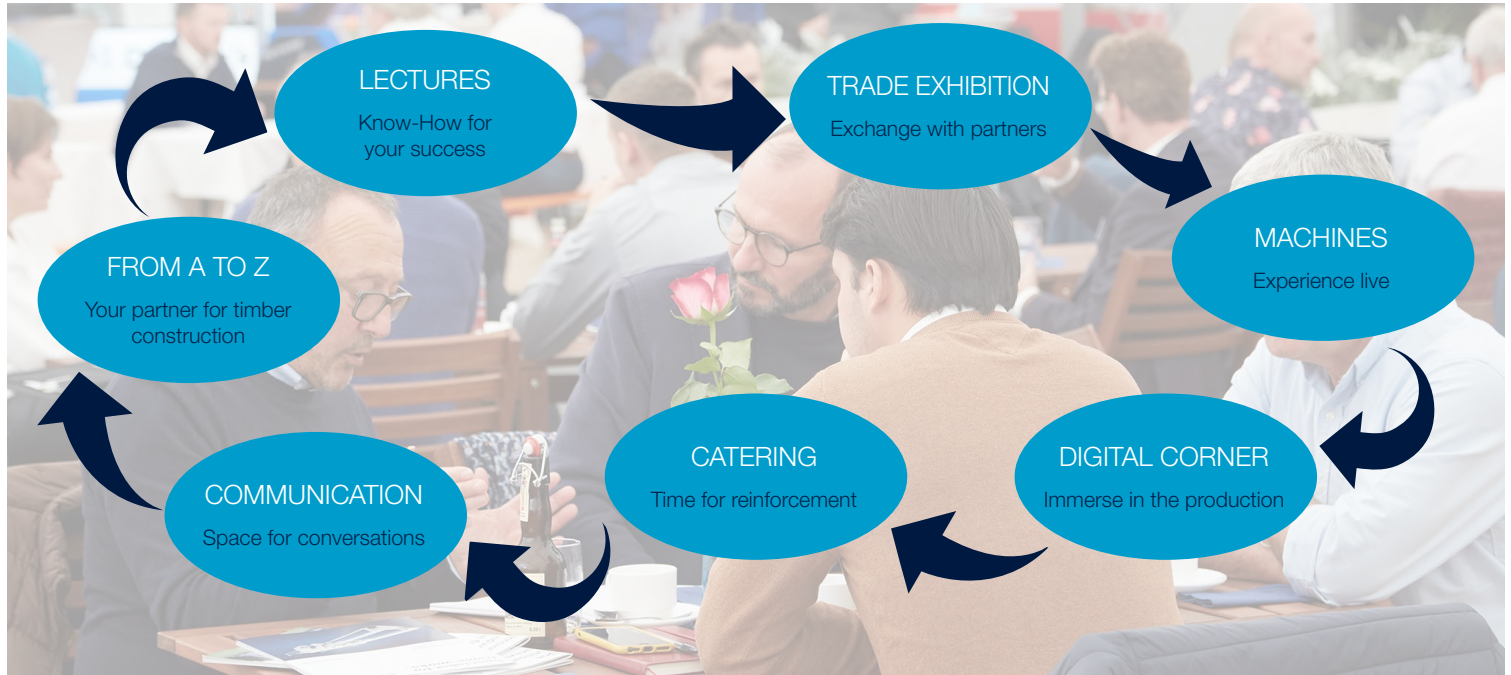 LECTURES
Know-How for
your success
TRADE EXHIBITION
Exchange with partners
MACHINES
Experience live
DIGITAL CORNER
Immerse in the production
CATERING
Time for reinforcement
COMMUNICATION
Space for conversations
FROM A TO Z
Your partner for timber
construction